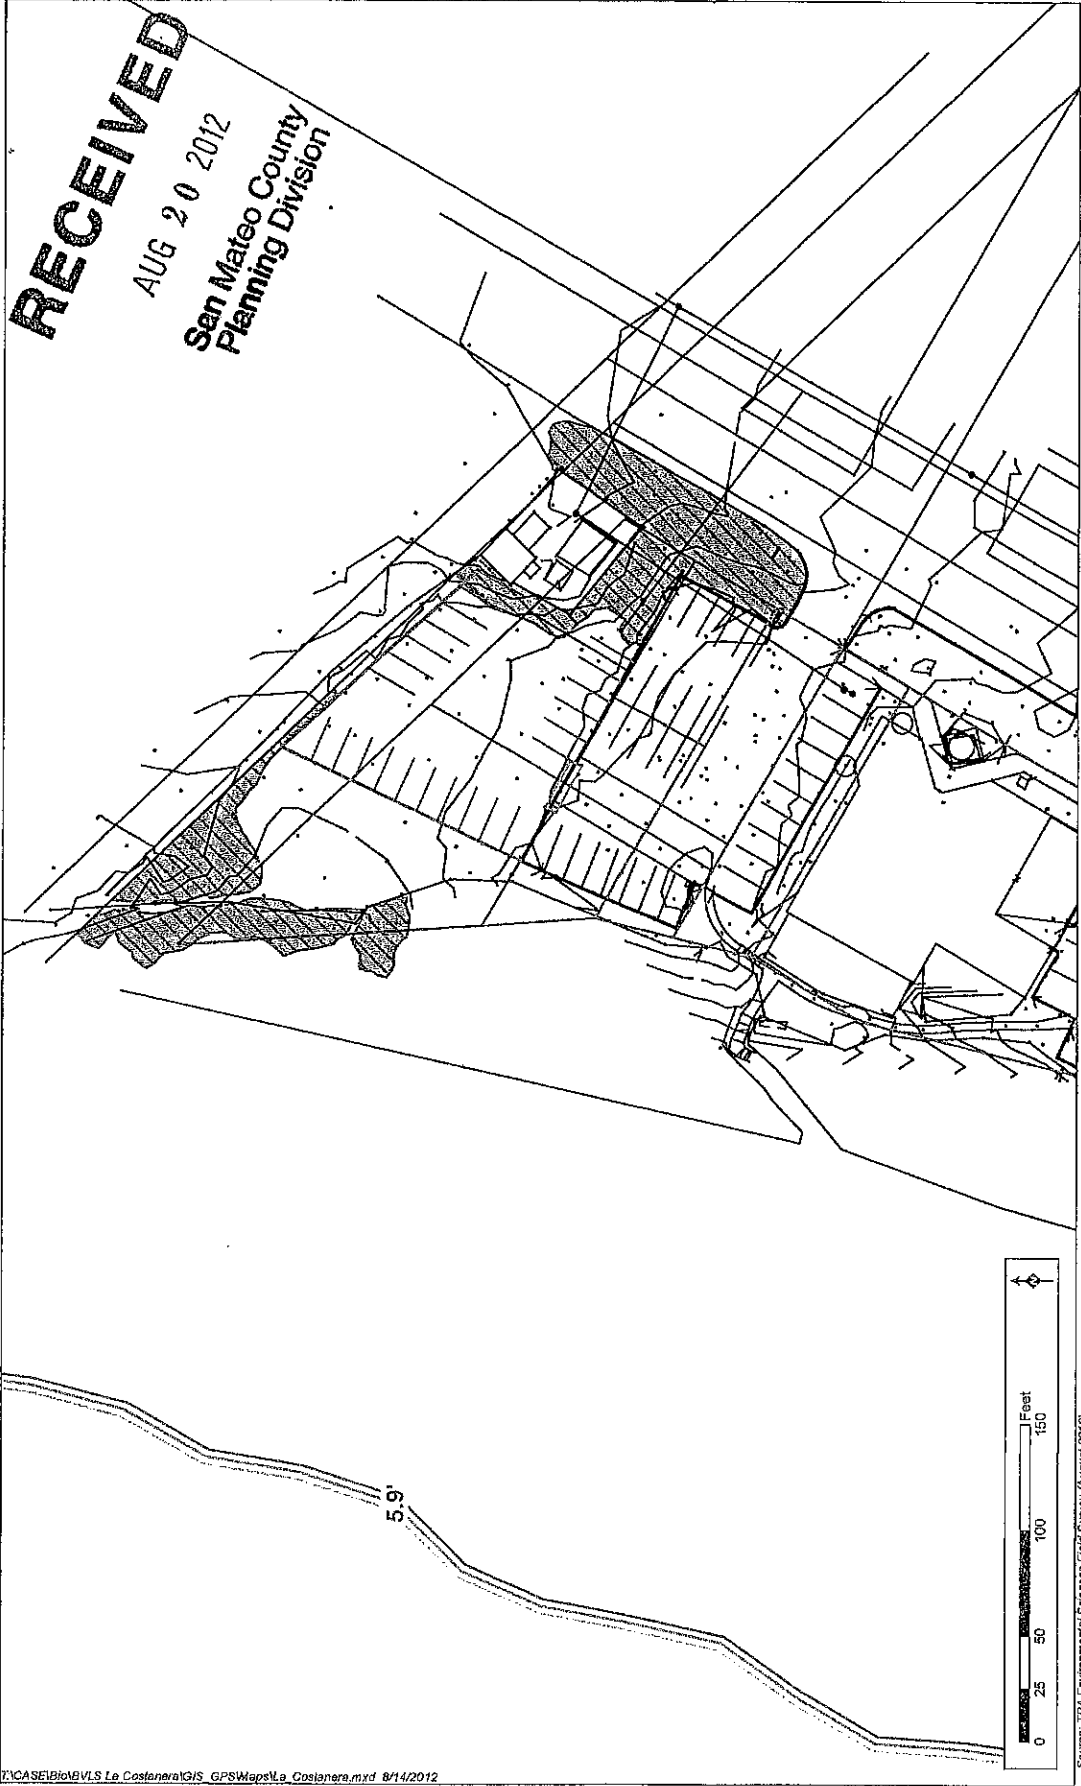 RECEIVED
AUG 20 2012
San Mateo County
Planning Division
5.9'
N
Feet
0 25 50 100 150
T:\CASE\Bio\BVLS La Costanera\GIS_GPS\Maps\La_Costanera.mxd 8/14/2012